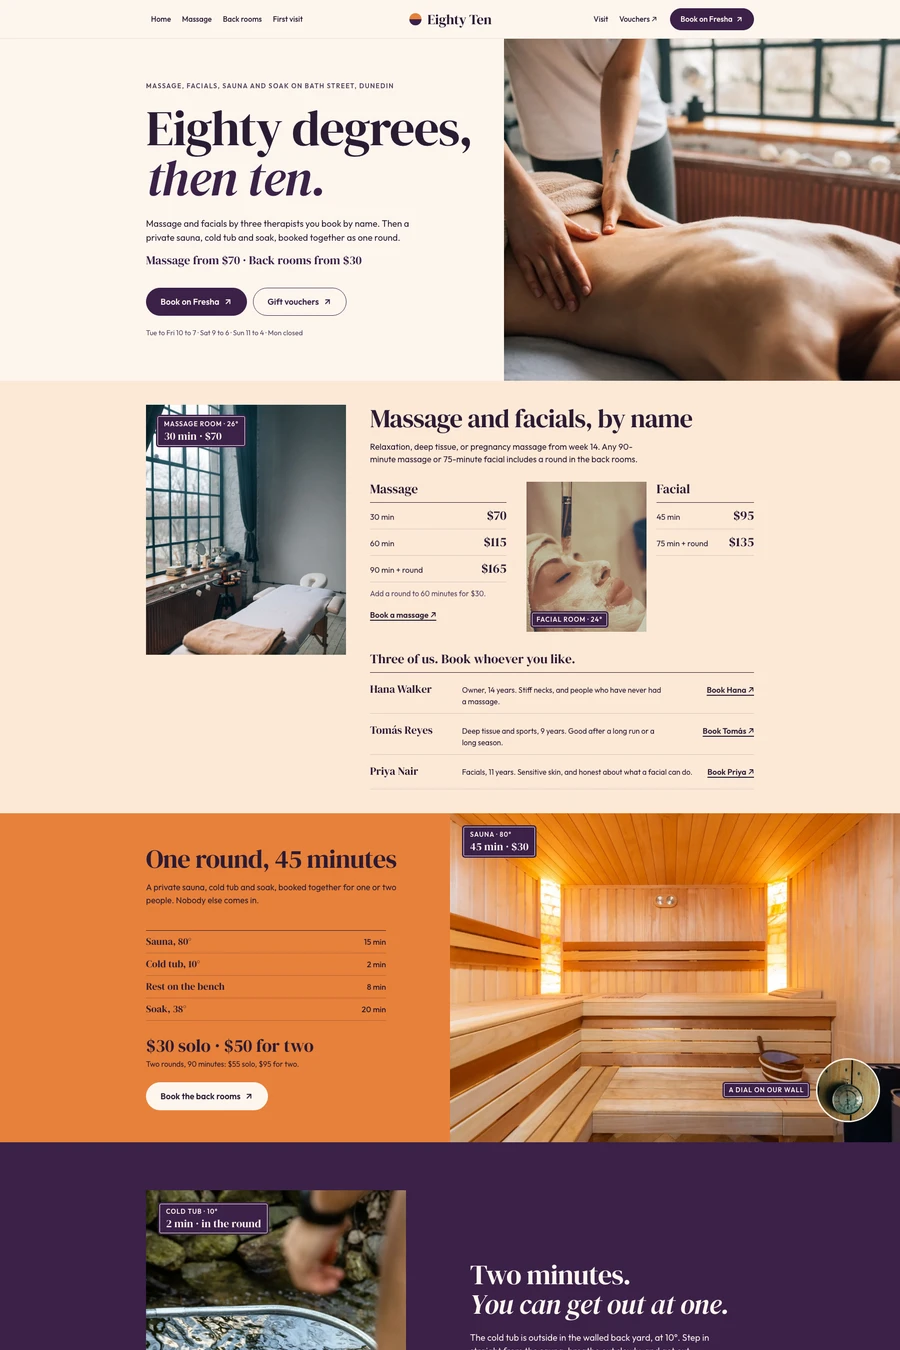 Home
Massage
Back rooms
First visit
Eighty Ten
Visit
Vouchers ↗
Book on Fresha ↗
MASSAGE, FACIALS, SAUNA AND SOAK ON BATH STREET, DUNEDIN
Eighty degrees,
then ten.
Massage and facials by three therapists you book by name. Then a
private sauna, cold tub and soak, booked together as one round.
Massage from $70 · Back rooms from $30
Book on Fresha ↗
Gift vouchers ↗
Tue to Fri 10 to 7 · Sat 9 to 6 · Sun 11 to 4 · Mon closed
MASSAGE ROOM · 26°
30 min · $70
Massage and facials, by name
Relaxation, deep tissue, or pregnancy massage from week 14. Any 90-
minute massage or 75-minute facial includes a round in the back rooms.
Massage
30 min $70
60 min $115
90 min + round $165
Add a round to 60 minutes for $30.
Book a massage ↗
FACIAL ROOM · 24°
Facial
45 min $95
75 min + round $135
Three of us. Book whoever you like.
Hana Walker
Owner, 14 years. Stiff necks, and people who have never had
a massage.
Book Hana ↗
Tomás Reyes
Deep tissue and sports, 9 years. Good after a long run or a
long season.
Book Tomás ↗
Priya Nair
Facials, 11 years. Sensitive skin, and honest about what a facial can do.
Book Priya ↗
One round, 45 minutes
A private sauna, cold tub and soak, booked together for one or two
people. Nobody else comes in.
Sauna, 80° 15 min
Cold tub, 10° 2 min
Rest on the bench 8 min
Soak, 38° 20 min
$30 solo · $50 for two
Two rounds, 90 minutes: $55 solo, $95 for two.
Book the back rooms ↗
SAUNA · 80°
45 min · $30
A DIAL ON OUR WALL
COLD TUB · 10°
2 min · in the round
Two minutes.
You can get out at one.
The cold tub is outside in the walled back yard, at 10°. Step in